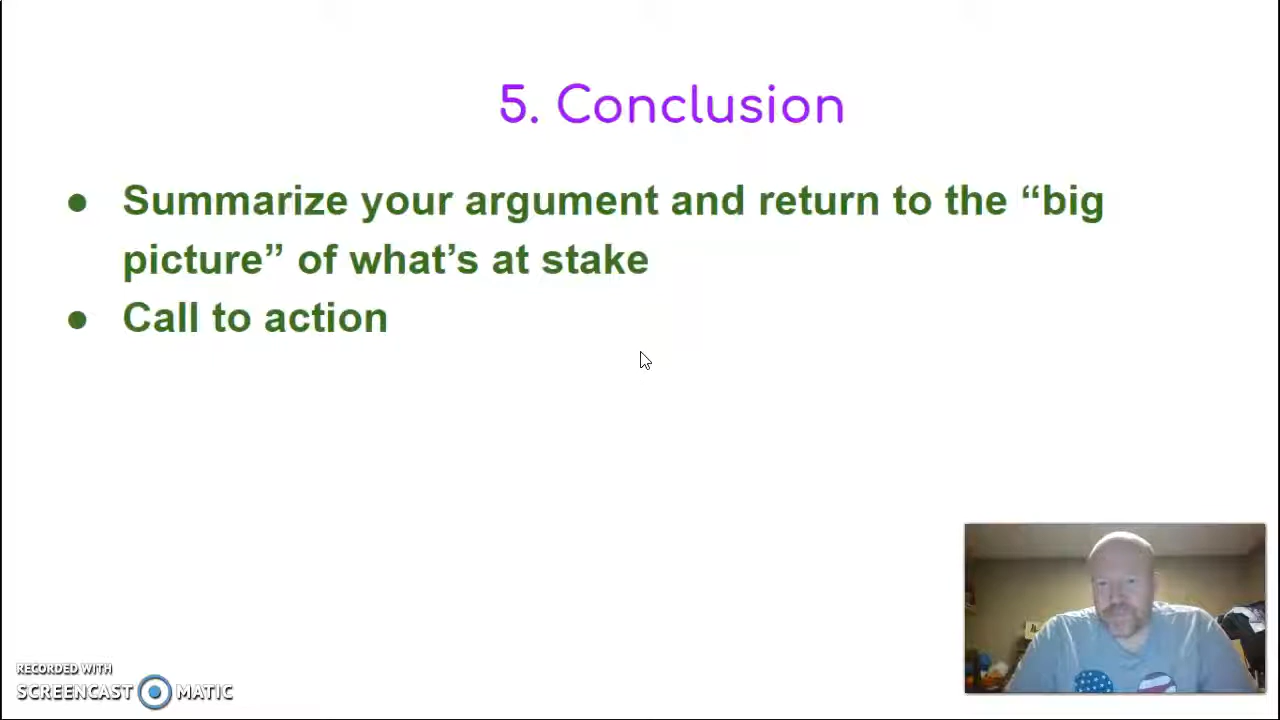 5. Conclusion
● Summarize your argument and return to the “big
picture” of what’s at stake
● Call to action
RECORDED WITH
SCREENCAST MATIC